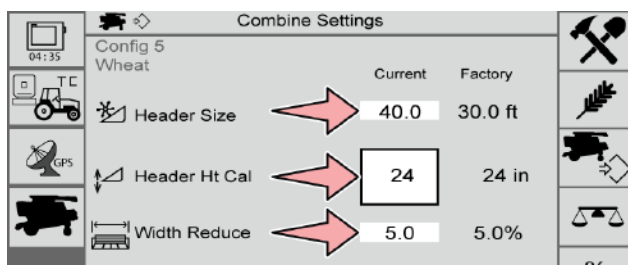 Combine Settings
04:35
Config 5
Wheat
Current Factory
TC
Header Size 40.0 30.0 ft
GPS
Header Ht Cal 24 24 in
Width Reduce 5.0 5.0%